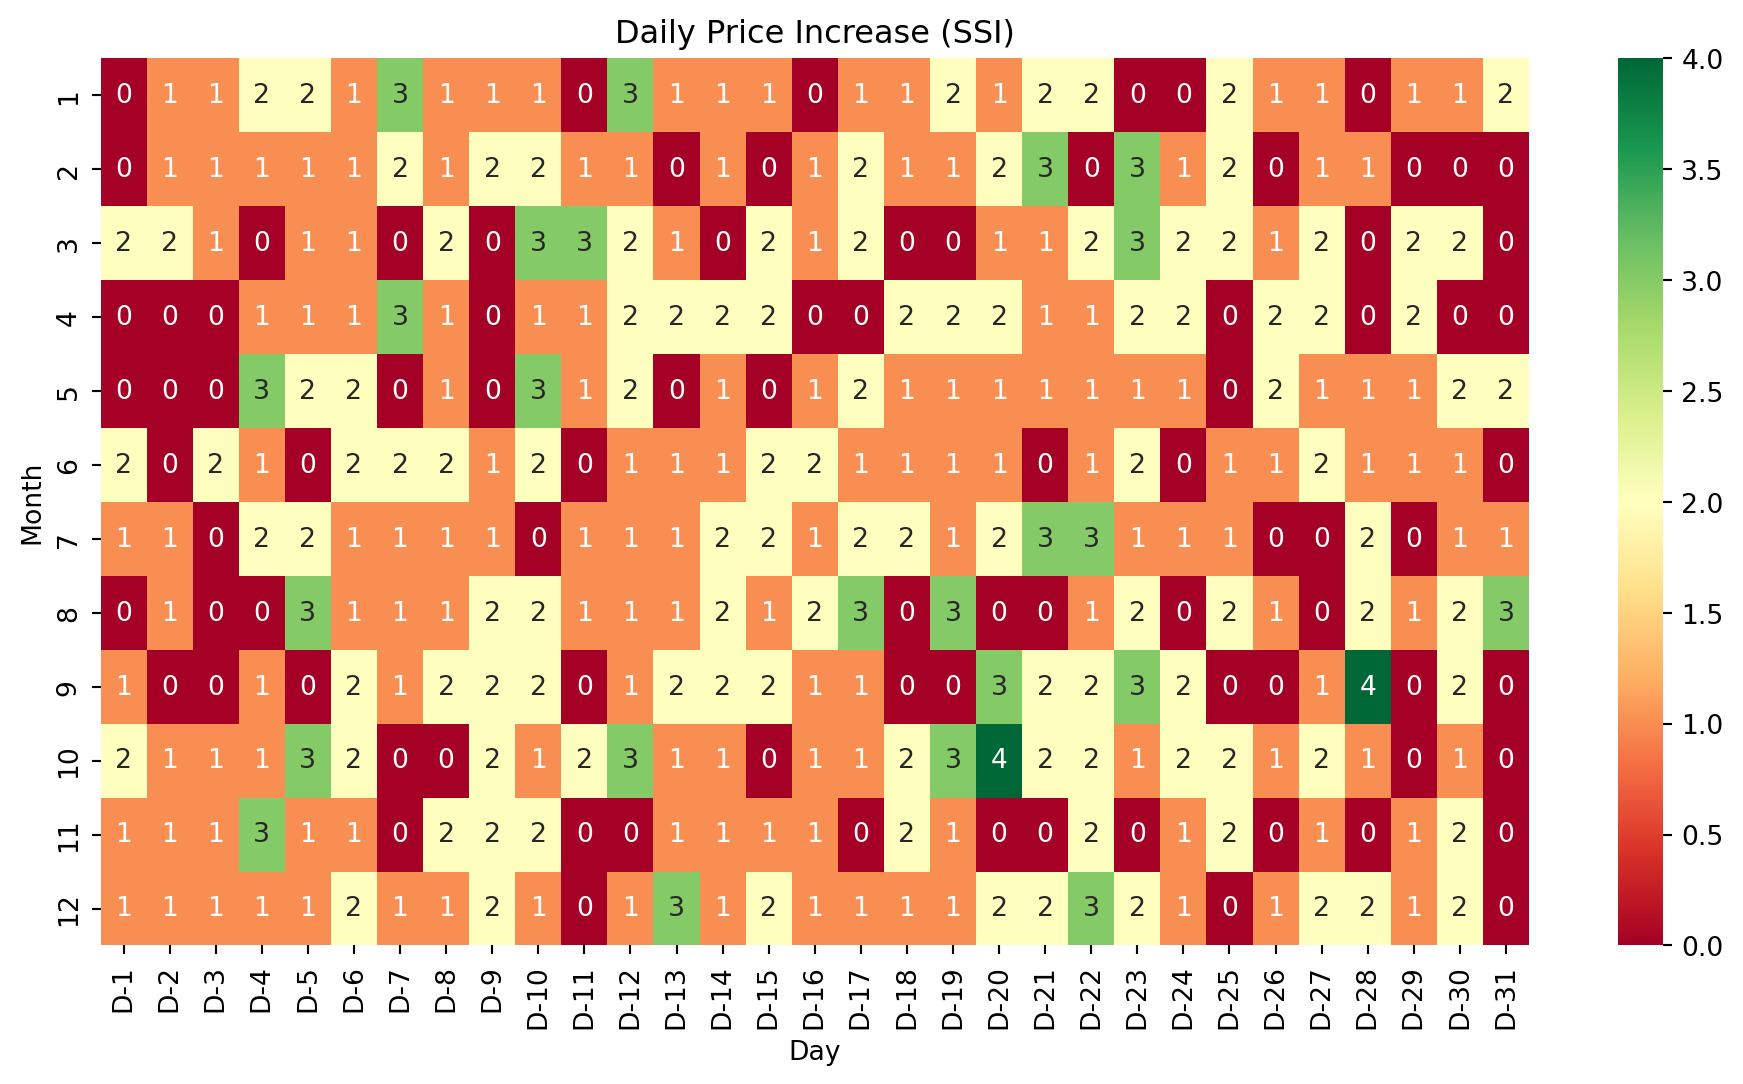 Daily Price Increase (SSI)
1 0 1 1 2 2 1 3 1 1 1 0 3 1 1 1 0 1 1 2 1 2 2 0 0 2 1 1 0 1 1 2
2 0 1 1 1 1 1 2 1 2 2 1 1 0 1 0 1 2 1 1 2 3 0 3 1 2 0 1 1 0 0 0
3 2 2 1 0 1 1 0 2 0 3 3 2 1 0 2 1 2 0 0 1 1 2 3 2 2 1 2 0 2 2 0
4 0 0 0 1 1 1 3 1 0 1 1 2 2 2 2 0 0 2 2 2 1 1 2 2 0 2 2 0 2 0 0
5 0 0 0 3 2 2 0 1 0 3 1 2 0 1 0 1 2 1 1 1 1 1 1 1 0 2 1 1 1 2 2
6 2 0 2 1 0 2 2 2 1 2 0 1 1 1 2 2 1 1 1 1 0 1 2 0 1 1 2 1 1 1 0
7 1 1 0 2 2 1 1 1 1 0 1 1 1 2 2 1 2 2 1 2 3 3 1 1 1 0 0 2 0 1 1
8 0 1 0 0 3 1 1 1 2 2 1 1 1 2 1 2 3 0 3 0 0 1 2 0 2 1 0 2 1 2 3
9 1 0 0 1 0 2 1 2 2 2 0 1 2 2 2 1 1 0 0 3 2 2 3 2 0 0 1 4 0 2 0
10 2 1 1 1 3 2 0 0 2 1 2 3 1 1 0 1 1 2 3 4 2 2 1 2 2 1 2 1 0 1 0
11 1 1 1 3 1 1 0 2 2 2 0 0 1 1 1 1 0 2 1 0 0 2 0 1 2 0 1 0 1 2 0
12 1 1 1 1 1 2 1 1 2 1 0 1 3 1 2 1 1 1 1 2 2 3 2 1 0 1 2 2 1 2 0
Month
D-1 D-2 D-3 D-4 D-5 D-6 D-7 D-8 D-9 D-10 D-11 D-12 D-13 D-14 D-15 D-16 D-17 D-18 D-19 D-20 D-21 D-22 D-23 D-24 D-25 D-26 D-27 D-28 D-29 D-30 D-31
Day
4.0
3.5
3.0
2.5
2.0
1.5
1.0
0.5
0.0